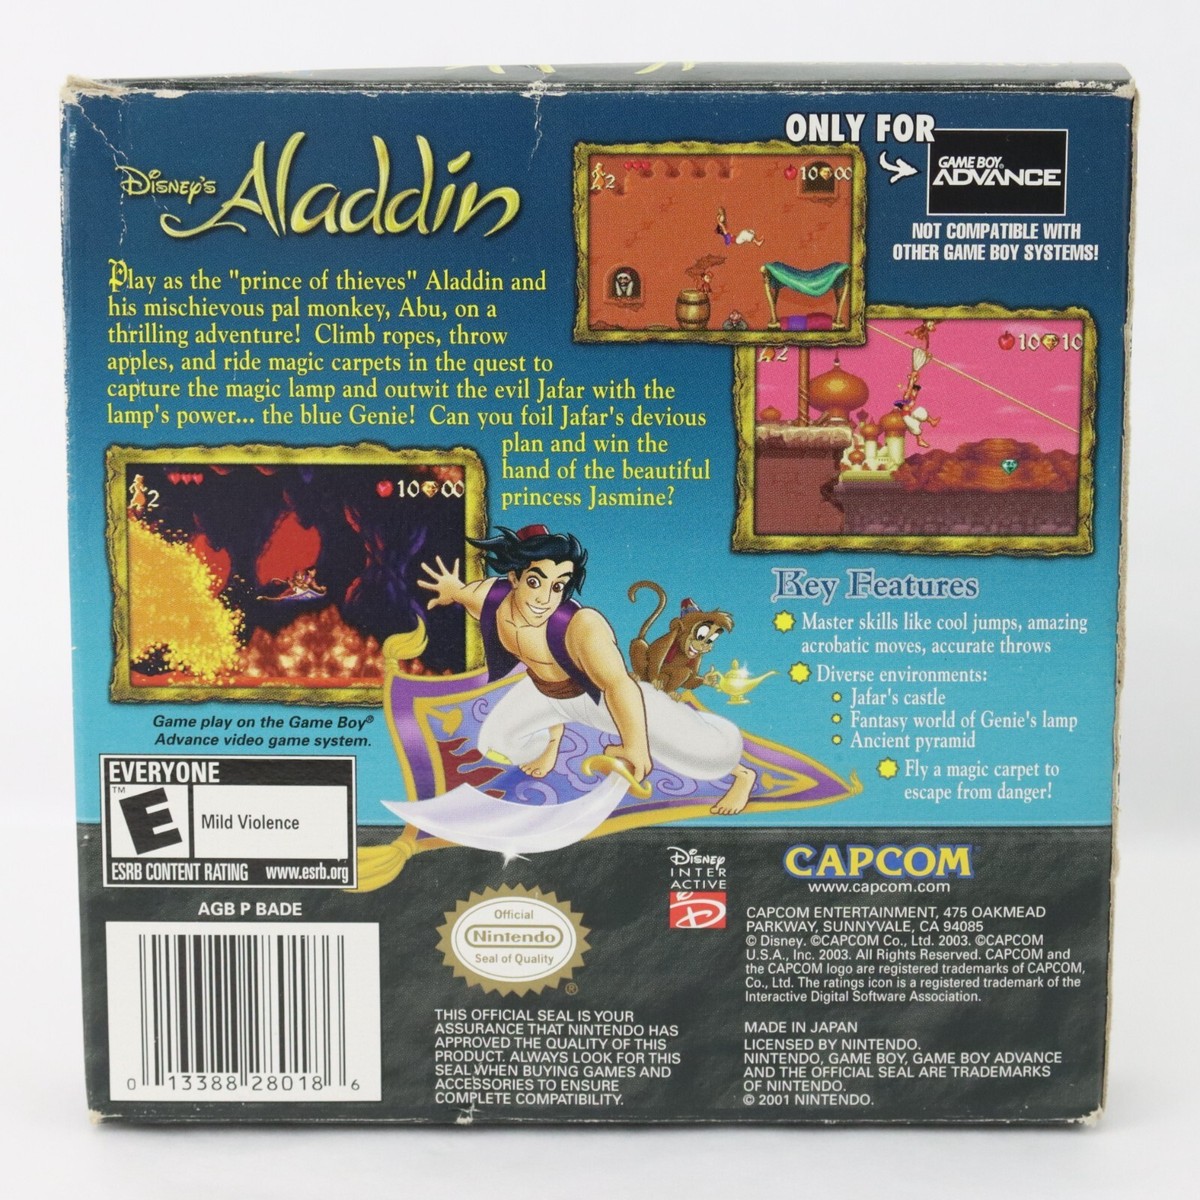 Disney's Aladdin
ONLY FOR
GAME BOY
ADVANCE
NOT COMPATIBLE WITH
OTHER GAME BOY SYSTEMS!
Play as the "prince of thieves" Aladdin and
his mischievous pal monkey, Abu, on a
thrilling adventure! Climb ropes, throw
apples, and ride magic carpets in the quest to
capture the magic lamp and outwit the evil Jafar with the
lamp's power... the blue Genie! Can you foil Jafar's devious
plan and win the
hand of the beautiful
princess Jasmine?
2 10 00
2 10 10
2 10 00
Game play on the Game Boy®
Advance video game system.
Key Features
Master skills like cool jumps, amazing
acrobatic moves, accurate throws
Diverse environments:
Jafar's castle
Fantasy world of Genie's lamp
Ancient pyramid
Fly a magic carpet to
escape from danger!
EVERYONE
™
E
Mild Violence
ESRB CONTENT RATING www.esrb.org
AGB P BADE
0 13388 28018 6
Official
Nintendo
Seal of Quality
®
THIS OFFICIAL SEAL IS YOUR
ASSURANCE THAT NINTENDO HAS
APPROVED THE QUALITY OF THIS
PRODUCT. ALWAYS LOOK FOR THIS
SEAL WHEN BUYING GAMES AND
ACCESSORIES TO ENSURE
COMPLETE COMPATIBILITY.
Disney
INTER
ACTIVE
D
CAPCOM
www.capcom.com
CAPCOM ENTERTAINMENT, 475 OAKMEAD
PARKWAY, SUNNYVALE, CA 94085
© Disney. ©CAPCOM Co., Ltd. 2003. ©CAPCOM
U.S.A., Inc. 2003. All Rights Reserved. CAPCOM and
the CAPCOM logo are registered trademarks of CAPCOM,
Co., Ltd. The ratings icon is a registered trademark of the
Interactive Digital Software Association.
MADE IN JAPAN
LICENSED BY NINTENDO.
NINTENDO, GAME BOY, GAME BOY ADVANCE
AND THE OFFICIAL SEAL ARE TRADEMARKS
OF NINTENDO.
© 2001 NINTENDO.